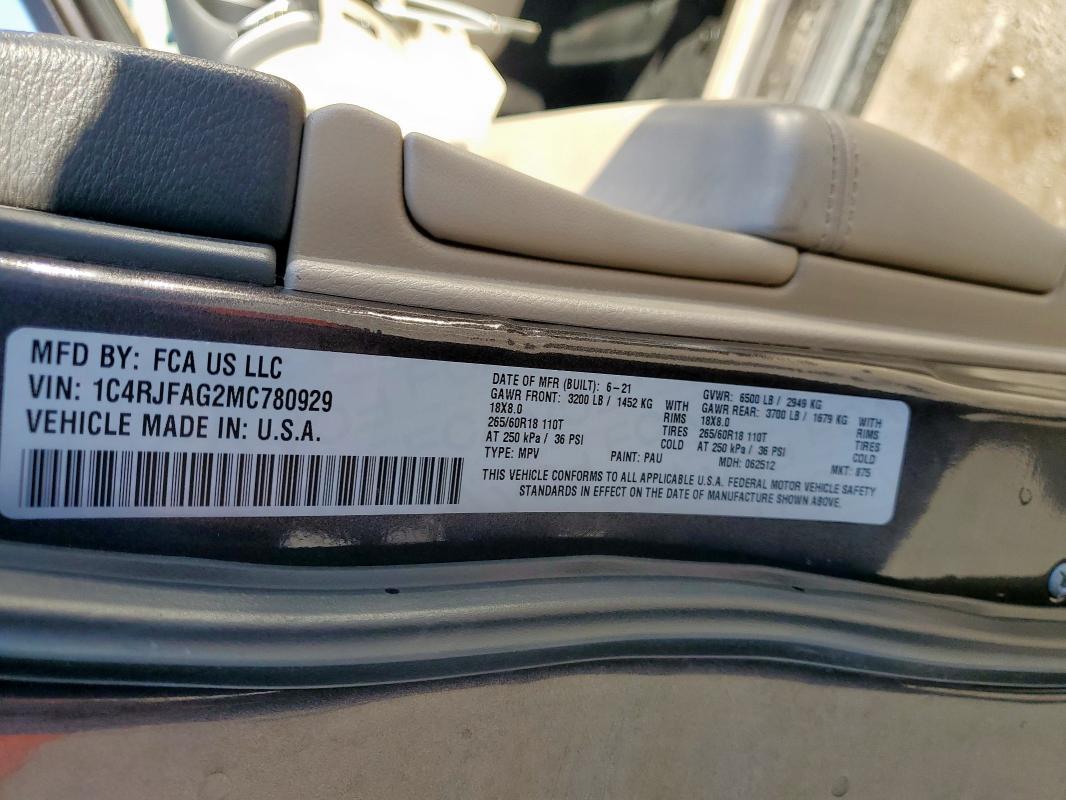 MFD BY: FCA US LLC
VIN: 1C4RJFAG2MC780929
VEHICLE MADE IN: U.S.A.
DATE OF MFR (BUILT): 6-21
GAWR FRONT: 3200 LB / 1452 KG WITH
18X8.0 RIMS
265/60R18 110T TIRES
AT 250 kPa / 36 PSI COLD
TYPE: MPV PAINT: PAU
GVWR: 6500 LB / 2949 KG
GAWR REAR: 3700 LB / 1679 KG WITH
18X8.0 RIMS
265/60R18 110T TIRES
AT 250 kPa / 36 PSI COLD
MDH: 062512 MKT: 875
THIS VEHICLE CONFORMS TO ALL APPLICABLE U.S.A. FEDERAL MOTOR VEHICLE SAFETY
STANDARDS IN EFFECT ON THE DATE OF MANUFACTURE SHOWN ABOVE.